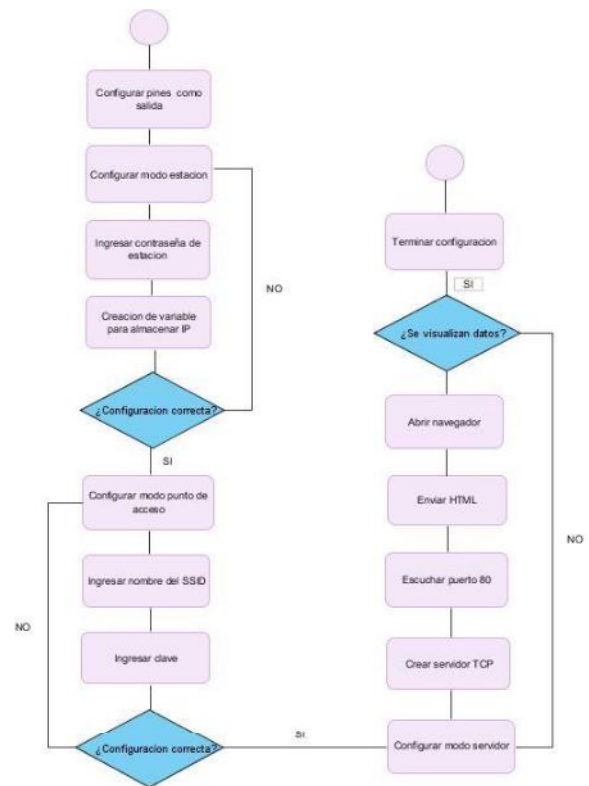 Configurar pines como
salida
Configurar modo estacion
Ingresar contraseña de
estacion
Creacion de variable
para almacenar IP
NO
¿Configuracion correcta?
SI
Configurar modo punto de
acceso
Ingresar nombre del SSID
NO
Ingresar clave
¿Configuracion correcta?
SI
Terminar configuracion
SI
¿Se visualizan datos?
Abrir navegador
Enviar HTML
NO
Escuchar puerto 80
Crear servidor TCP
Configurar modo servidor